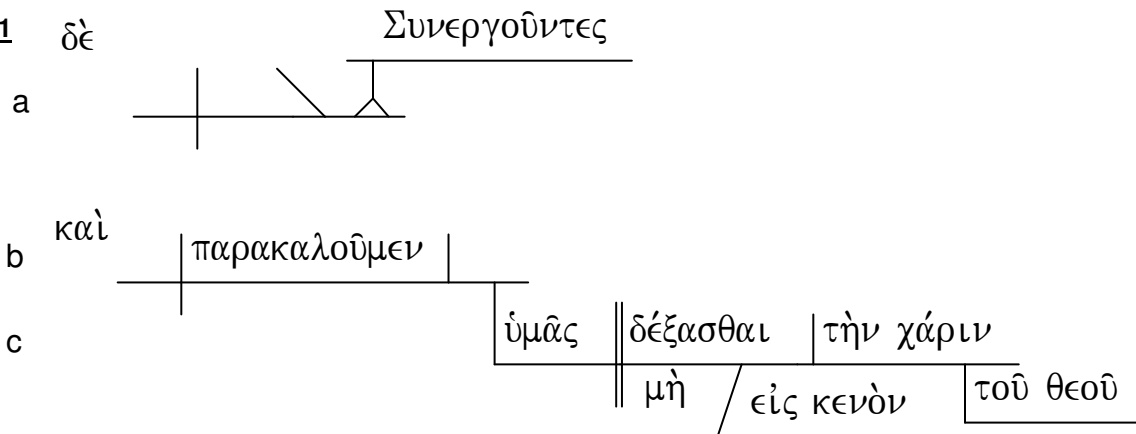 1 δὲ Συνεργοῦντες
a
καὶ
b παρακαλοῦμεν
c ὑμᾶς δέξασθαι τὴν χάριν
μὴ εἰς κενὸν τοῦ θεοῦ